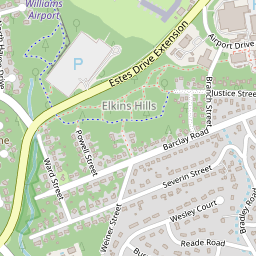 Williams
Airport
P
Estes Drive Extension
Airport Drive
Elkins Hills
Branch Street
Justice Street
Barclay Road
Powell Street
Ward Street
Severin Street
Weiner Street
Wesley Court
Bradley Road
Reade Road